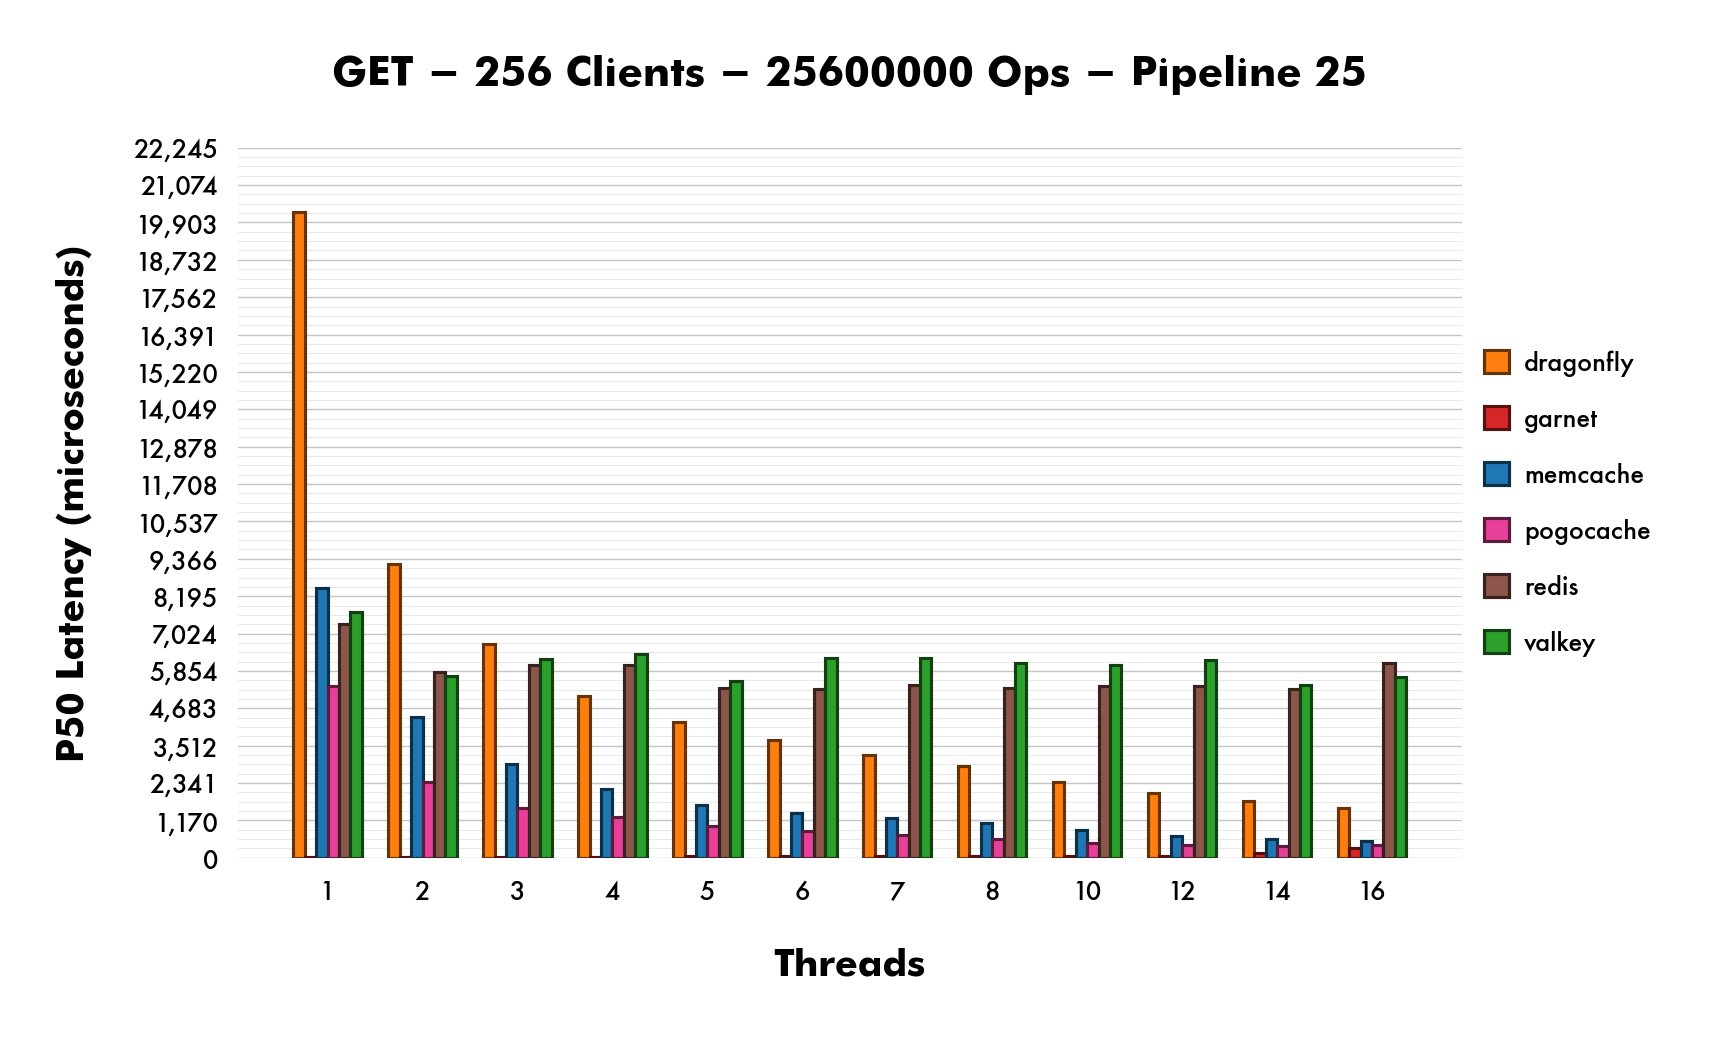 GET – 256 Clients – 25600000 Ops – Pipeline 25
P50 Latency (microseconds)
22,245
21,074
19,903
18,732
17,562
16,391
15,220
14,049
12,878
11,708
10,537
9,366
8,195
7,024
5,854
4,683
3,512
2,341
1,170
0
1 2 3 4 5 6 7 8 10 12 14 16
Threads
dragonfly
garnet
memcache
pogocache
redis
valkey